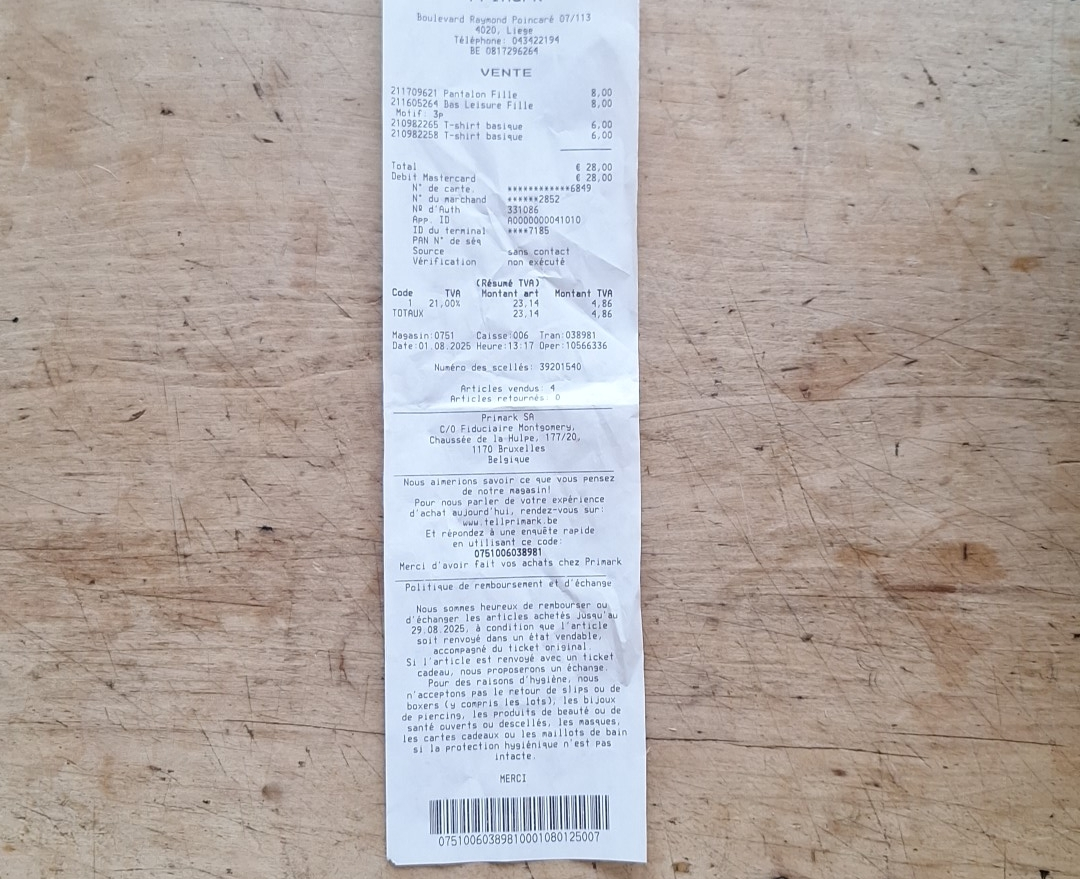 Boulevard Raymond Poincaré 07/113
4020, Liege
Téléphone: 043422194
BE 0817296264
VENTE
211709621 Pantalon Fille 8,00
211605264 Bas Leisure Fille 8,00
Motif: 3p
210982265 T-shirt basique 6,00
210982258 T-shirt basique 6,00
Total € 28,00
Debit Mastercard € 28,00
N° de carte. ************6849
N° du marchand ******2852
Nº d'Auth 331086
App. ID A0000000041010
ID du terminal ****7185
PAN N° de séq
Source sans contact
Vérification non exécuté
(Résumé TVA)
Code TVA Montant art Montant TVA
1 21,00% 23,14 4,86
TOTAUX 23,14 4,86
Magasin:0751 Caisse:006 Tran:038981
Date:01.08.2025 Heure:13:17 Oper:10566336
Numéro des scellés: 39201540
Articles vendus: 4
Articles retournés: 0
Primark SA
C/O Fiduciaire Montgomery,
Chaussée de la Hulpe, 177/20,
1170 Bruxelles
Belgique
Nous aimerions savoir ce que vous pensez
de notre magasin!
Pour nous parler de votre expérience
d'achat aujourd'hui, rendez-vous sur:
www.tellprimark.be
Et répondez à une enquête rapide
en utilisant ce code:
0751006038981
Merci d'avoir fait vos achats chez Primark
Politique de remboursement et d'échange
Nous sommes heureux de rembourser ou
d'échanger les articles achetés jusqu'au
29.08.2025, à condition que l'article
soit renvoyé dans un état vendable,
accompagné du ticket original.
Si l'article est renvoyé avec un ticket
cadeau, nous proposerons un échange.
Pour des raisons d'hygiène, nous
n'acceptons pas le retour de slips ou de
boxers (y compris les lots), les bijoux
de piercing, les produits de beauté ou de
santé ouverts ou descellés, les masques,
les cartes cadeaux ou les maillots de bain
si la protection hygiénique n'est pas
intacte.
MERCI
07510060389810001080125007